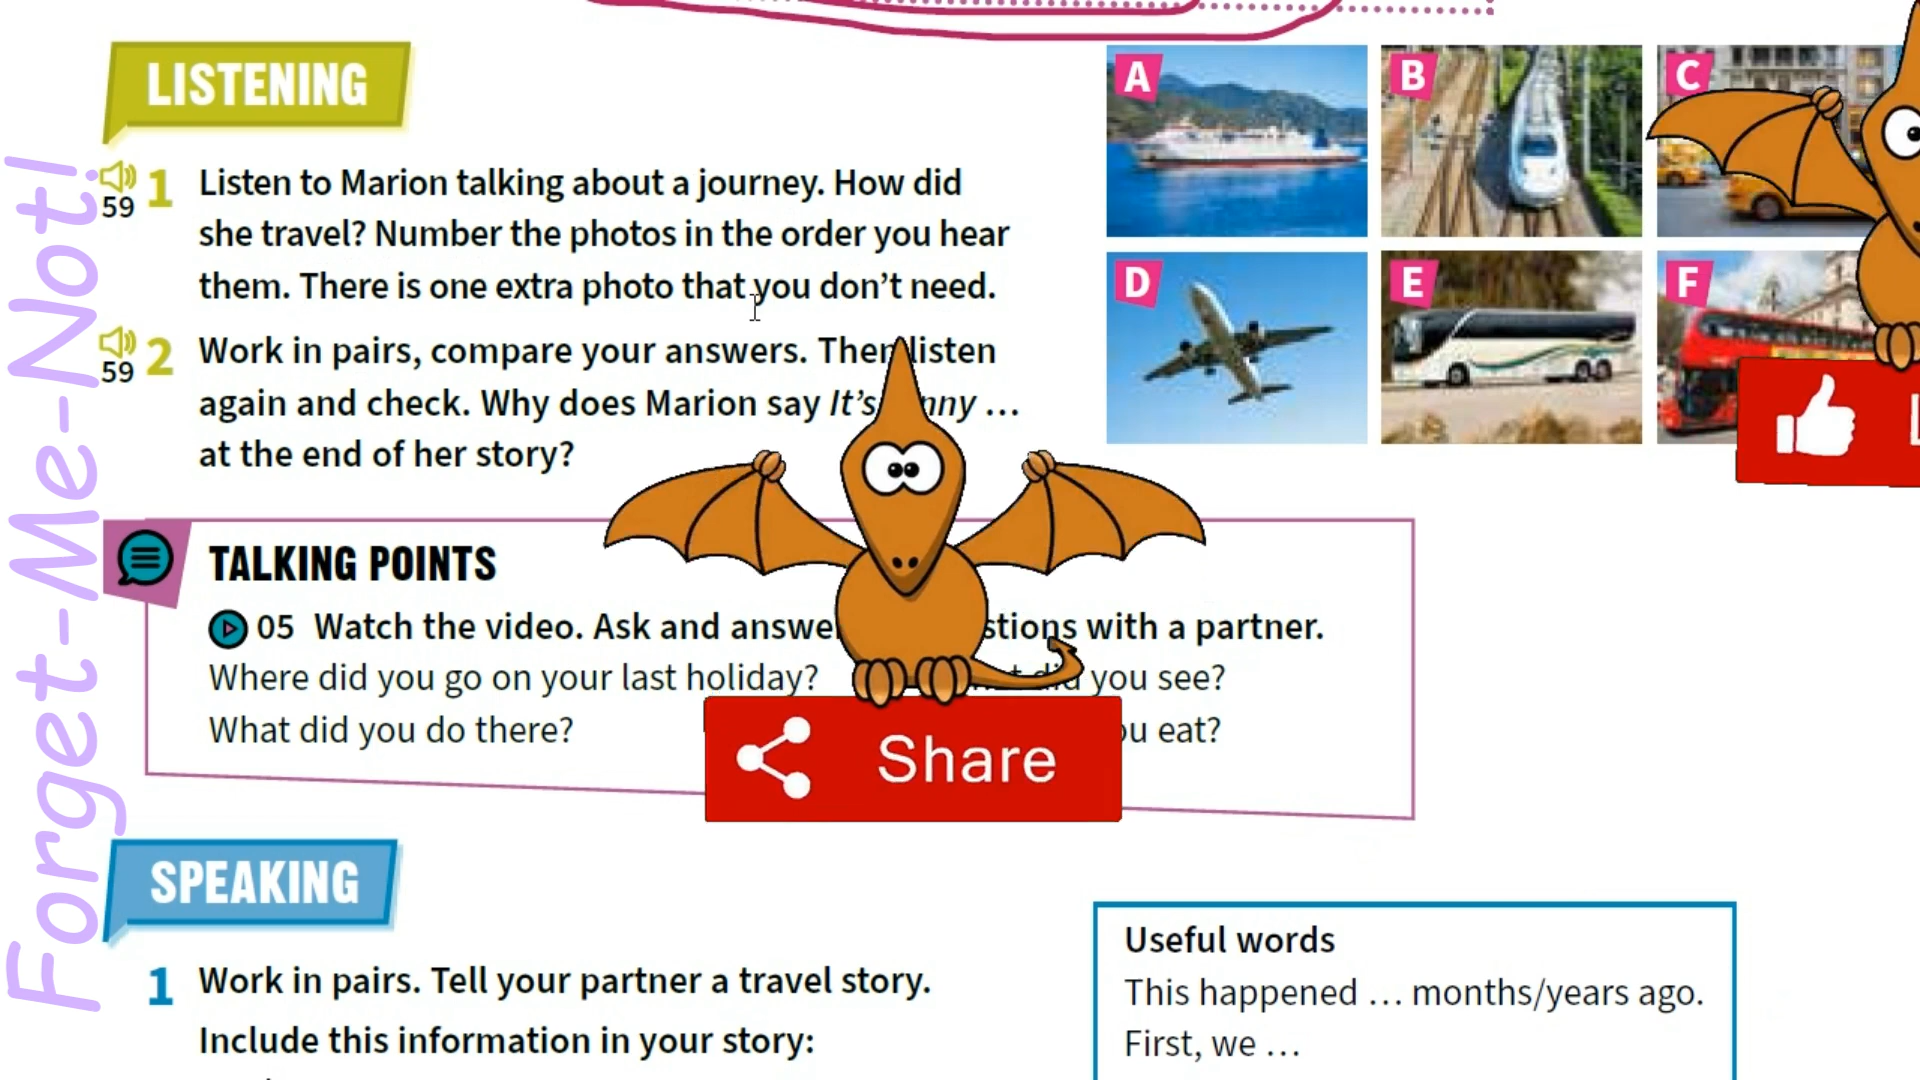 LISTENING
59 1 Listen to Marion talking about a journey. How did
she travel? Number the photos in the order you hear
them. There is one extra photo that you don't need.
59 2 Work in pairs, compare your answers. Then listen
again and check. Why does Marion say It's ...
at the end of her story?
A
B
C
D
E
F
TALKING POINTS
05 Watch the video. Ask and with a partner.
Where did you go on your last holiday? did you see?
What did you do there? eat?
Share
SPEAKING
1 Work in pairs. Tell your partner a travel story.
Include this information in your story:
Useful words
This happened ... months/years ago.
First, we ...
Forget-Me-Not!